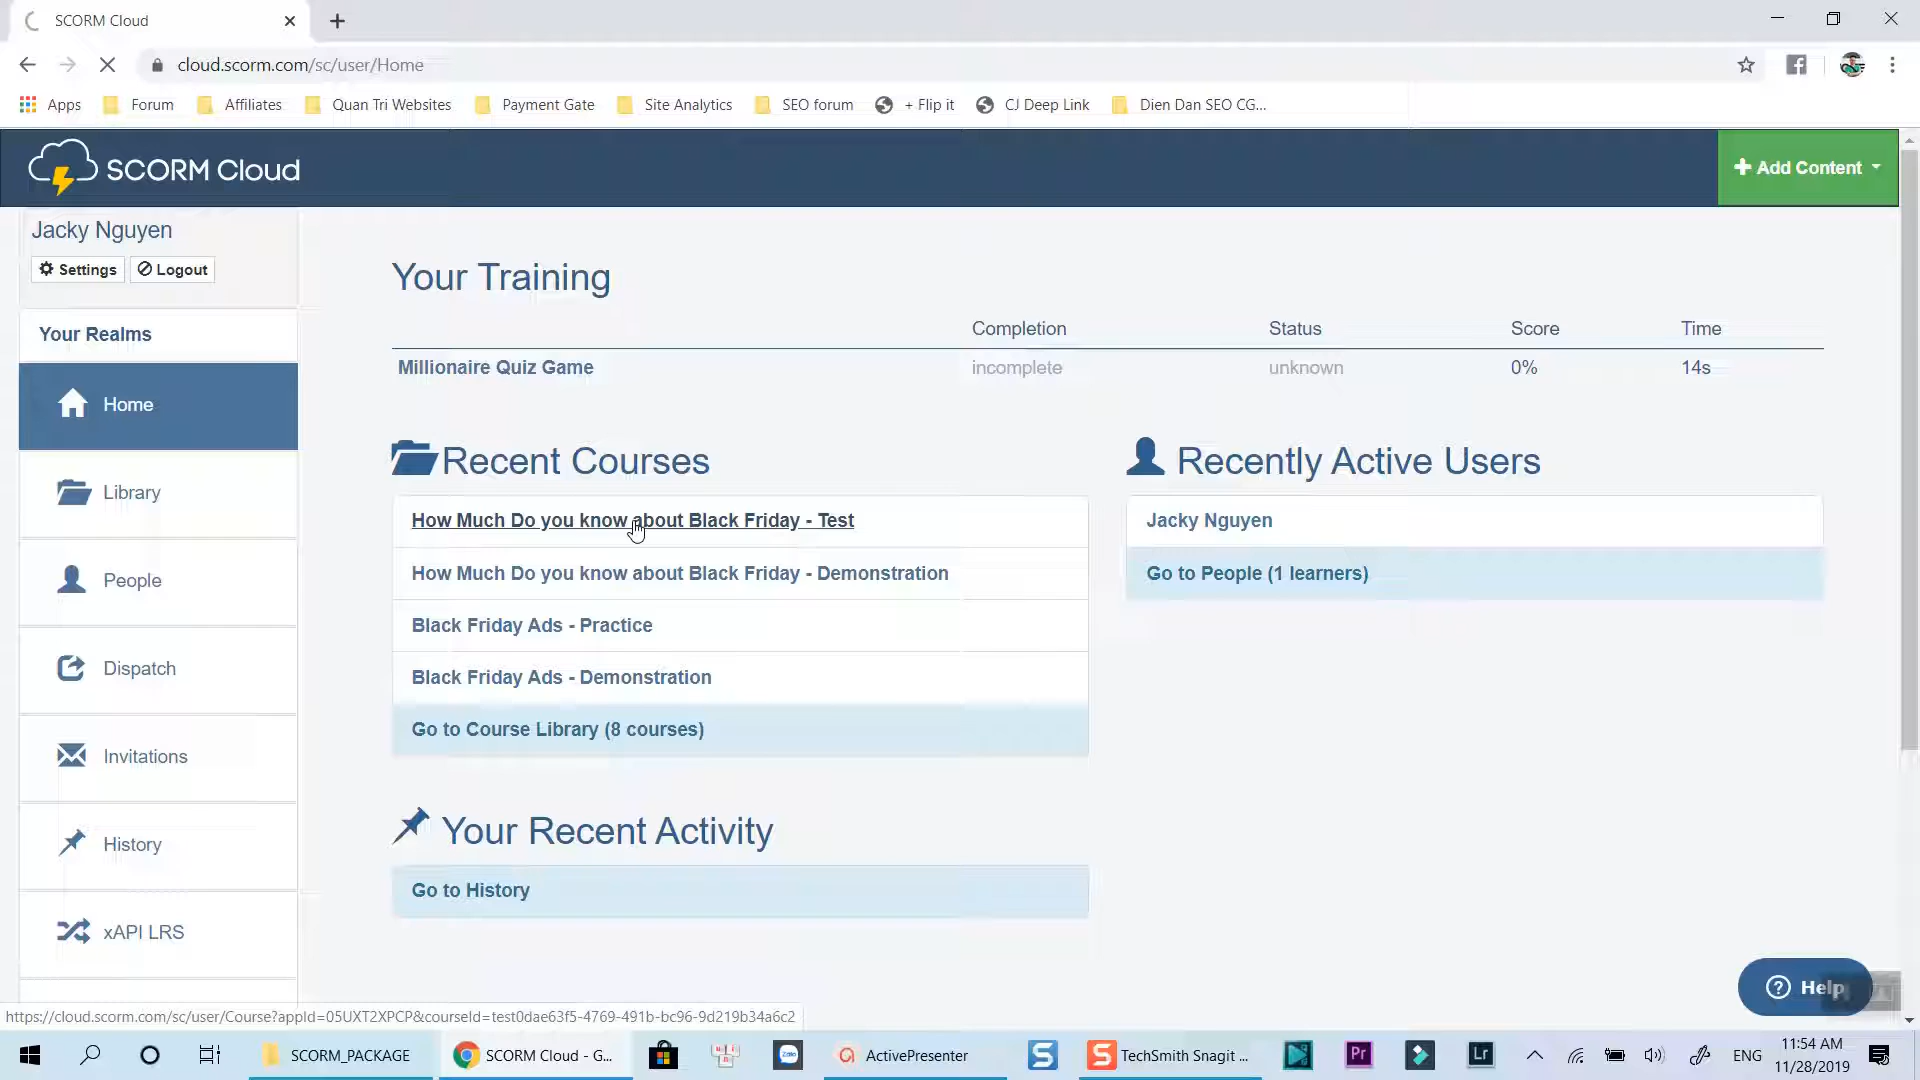 SCORM Cloud
cloud.scorm.com/sc/user/Home
Apps
Forum
Affiliates
Quan Tri Websites
Payment Gate
Site Analytics
SEO forum
+ Flip it
CJ Deep Link
Dien Dan SEO CG...
SCORM Cloud
Add Content
Jacky Nguyen
Settings
Logout
Your Realms
Home
Library
People
Dispatch
Invitations
History
xAPI LRS
Your Training
Completion Status Score Time
Millionaire Quiz Game incomplete unknown 0% 14s
Recent Courses
How Much Do you know about Black Friday - Test
How Much Do you know about Black Friday - Demonstration
Black Friday Ads - Practice
Black Friday Ads - Demonstration
Go to Course Library (8 courses)
Recently Active Users
Jacky Nguyen
Go to People (1 learners)
Your Recent Activity
Go to History
Help
https://cloud.scorm.com/sc/user/Course?appId=05UXT2XPCP&courseId=test0dae63f5-4769-491b-bc96-9d219b34a6c2
SCORM_PACKAGE
SCORM Cloud - G...
Zalo
ActivePresenter
TechSmith Snagit ...
Pr
Lr
ENG
11:54 AM
11/28/2019